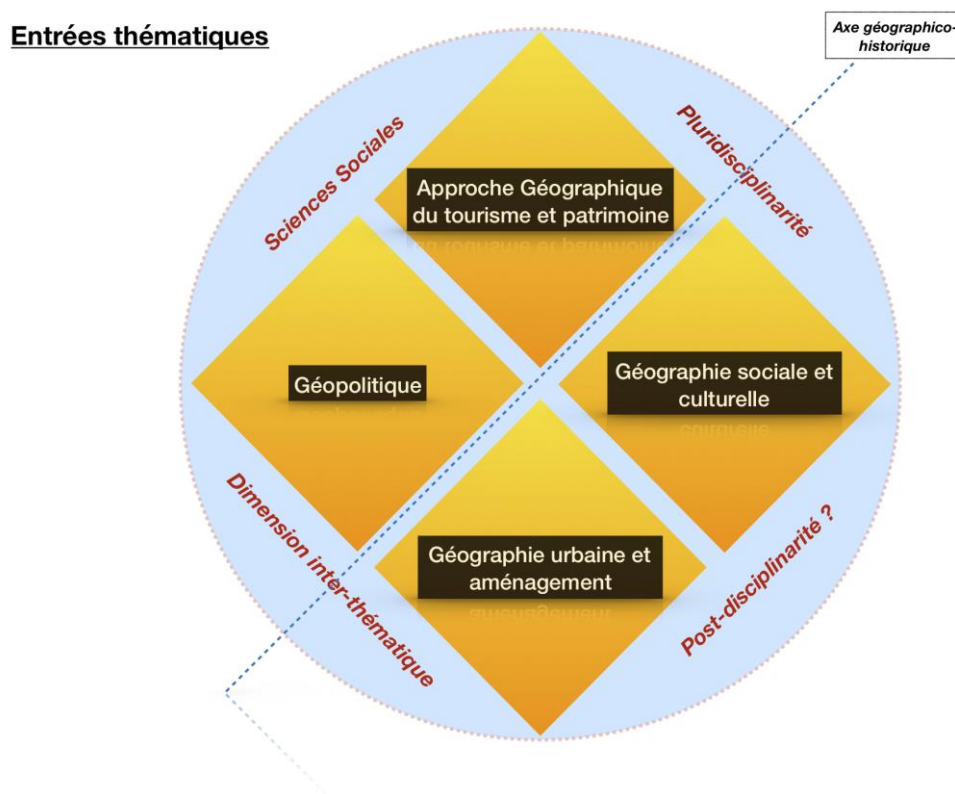 Entrées thématiques
Axe géographico-
historique
Sciences Sociales
Pluridisciplinarité
Approche Géographique
du tourisme et patrimoine
Géopolitique
Géographie sociale et
culturelle
Dimension inter-thématique
Géographie urbaine et
aménagement
Post-disciplinarité ?